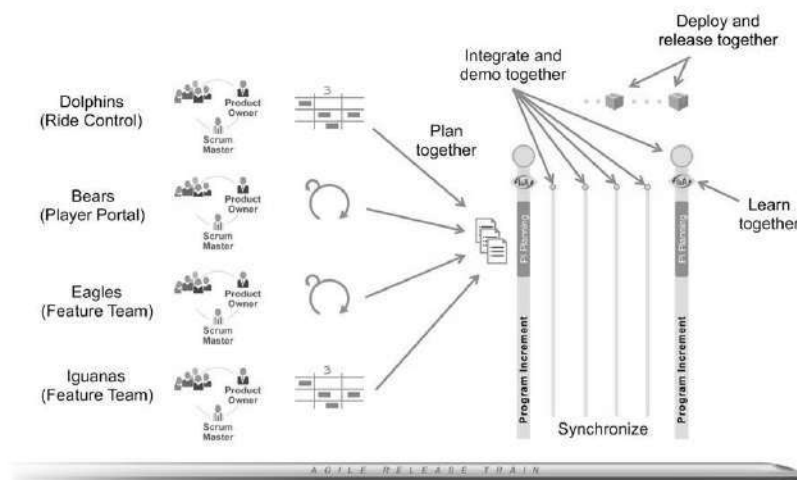 Deploy and
release together
Integrate and
demo together
Dolphins
(Ride Control)
Product
Owner
Scrum
Master
3
Plan
together
Bears
(Player Portal)
Product
Owner
Scrum
Master
Learn
together
Eagles
(Feature Team)
Product
Owner
Scrum
Master
Iguanas
(Feature Team)
Product
Owner
Scrum
Master
3
PI Planning
Program Increment
PI Planning
Program Increment
Synchronize
AGILE RELEASE TRAIN